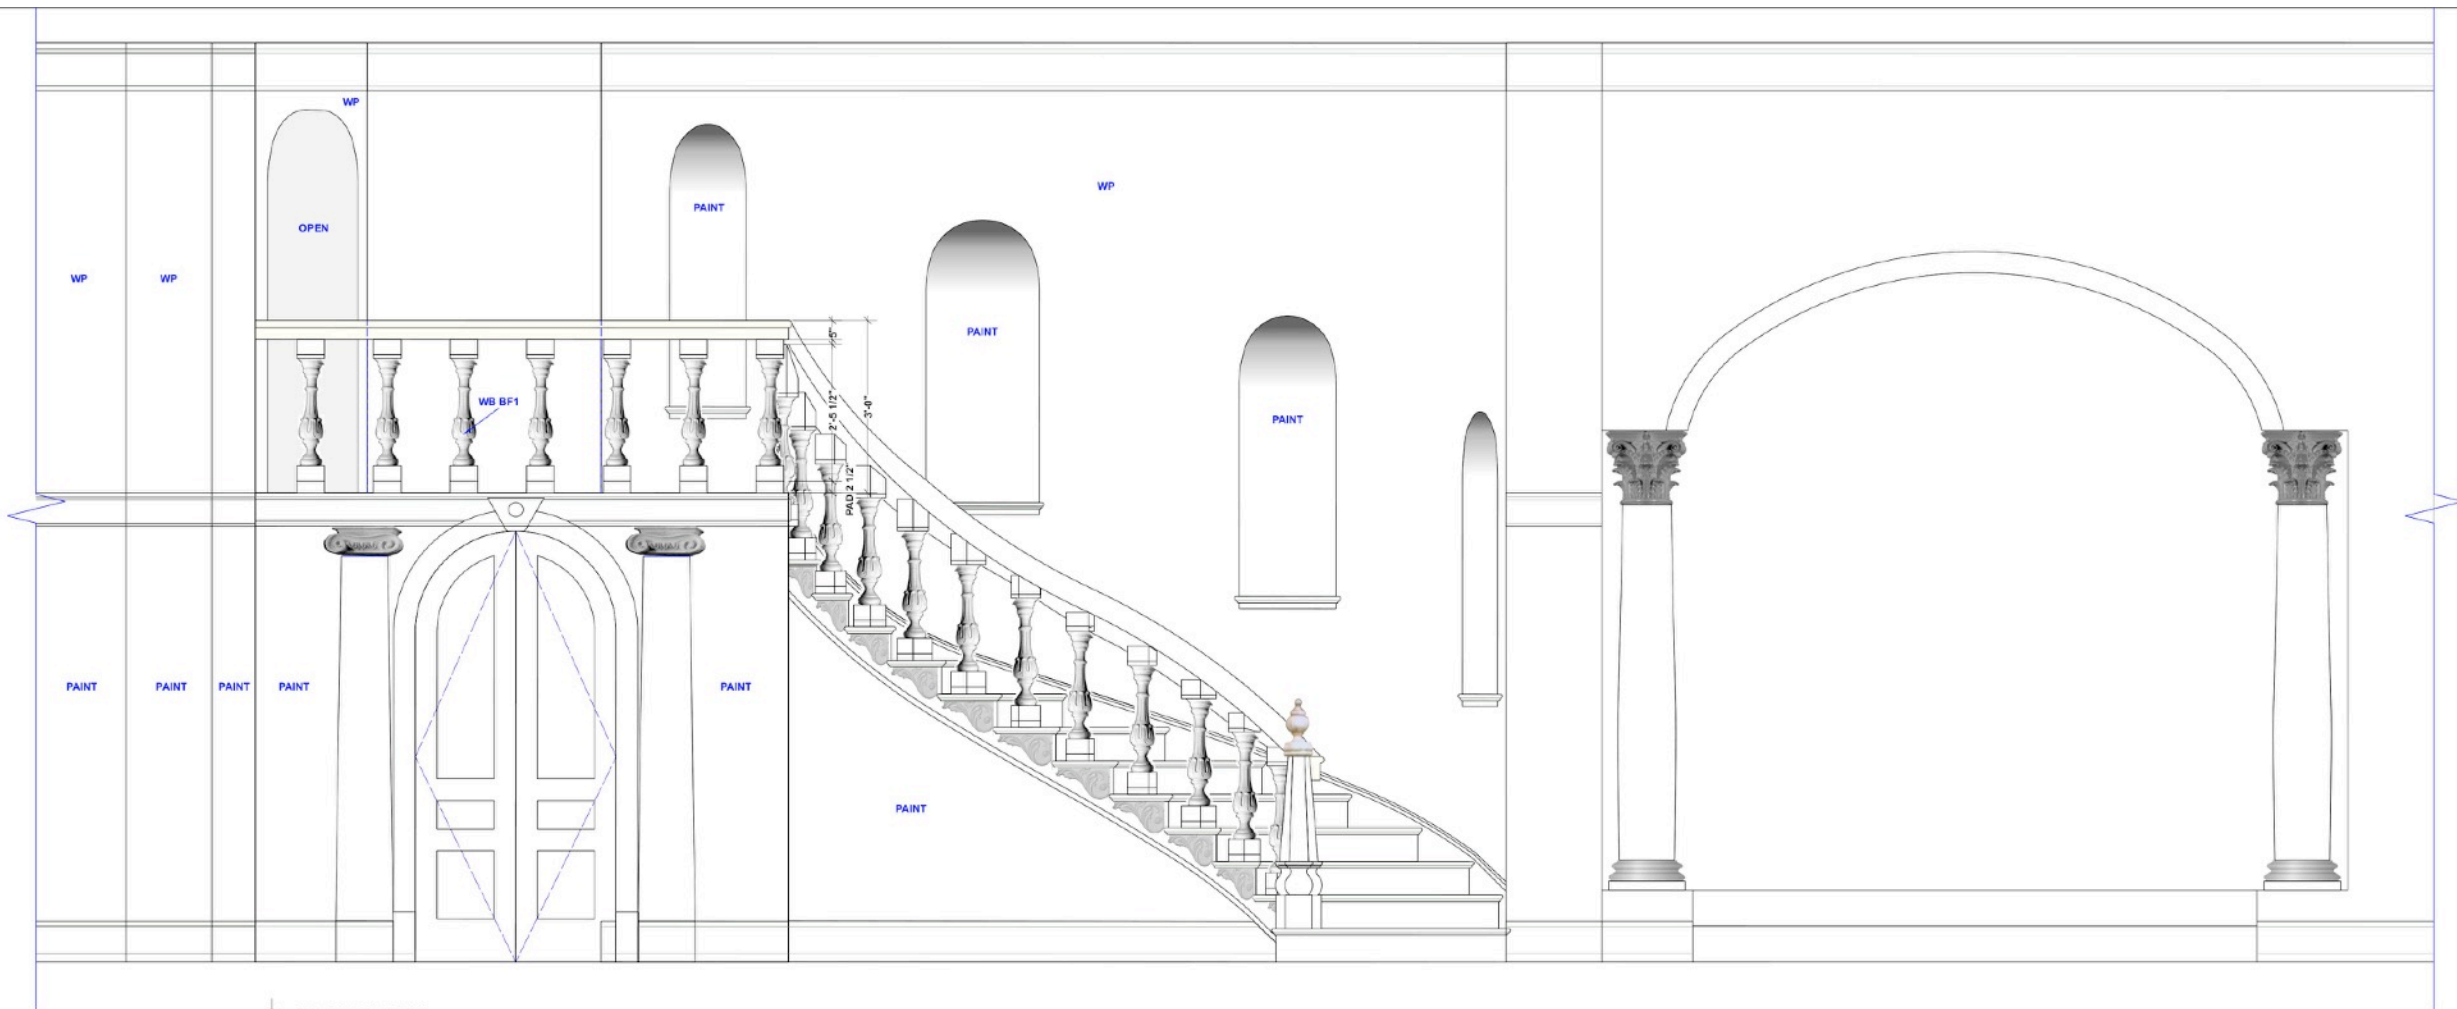 WP
OPEN
WP
WP
PAINT
WP
PAINT
PAINT
WB BF1
5"
2'-5 1/2"
3'-0"
PAD 2 1/2"
PAINT
PAINT
PAINT
PAINT
PAINT
PAINT